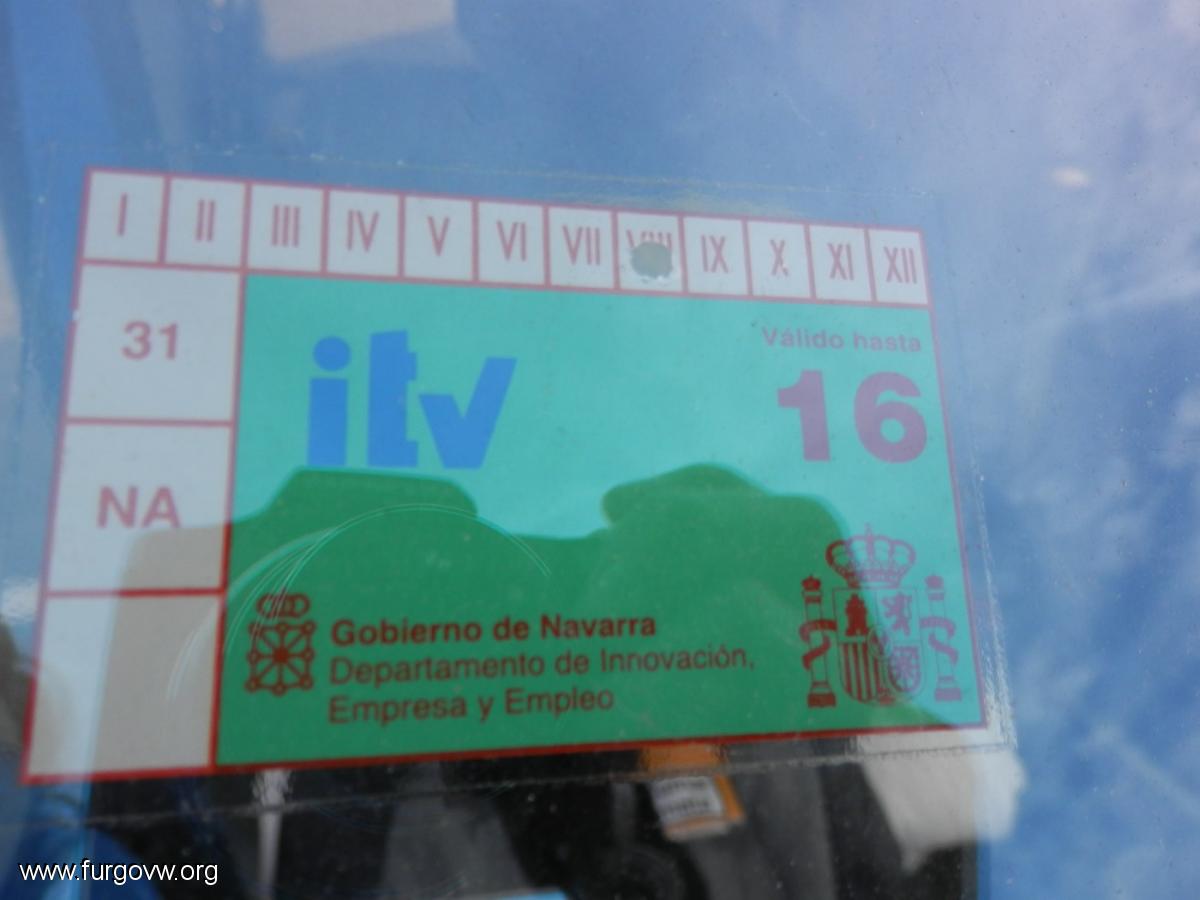 I II III IV V VI VII VIII IX X XI XII
31
itv
Válido hasta
16
NA
Gobierno de Navarra
Departamento de Innovación,
Empresa y Empleo
www.furgovw.org